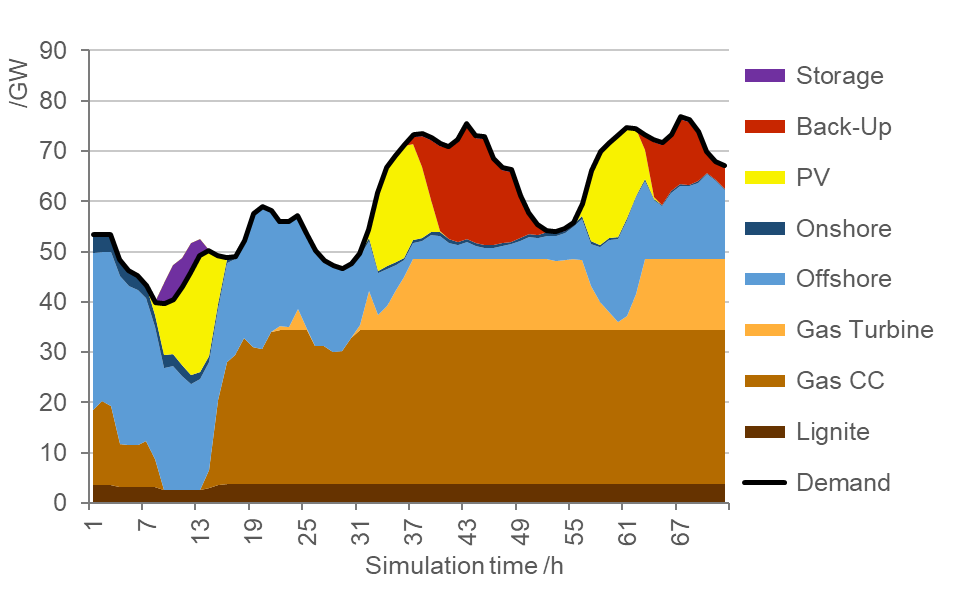 /GW
90
80
70
60
50
40
30
20
10
0
1 7 13 19 25 31 37 43 49 55 61 67
Simulation time /h
Storage
Back-Up
PV
Onshore
Offshore
Gas Turbine
Gas CC
Lignite
Demand